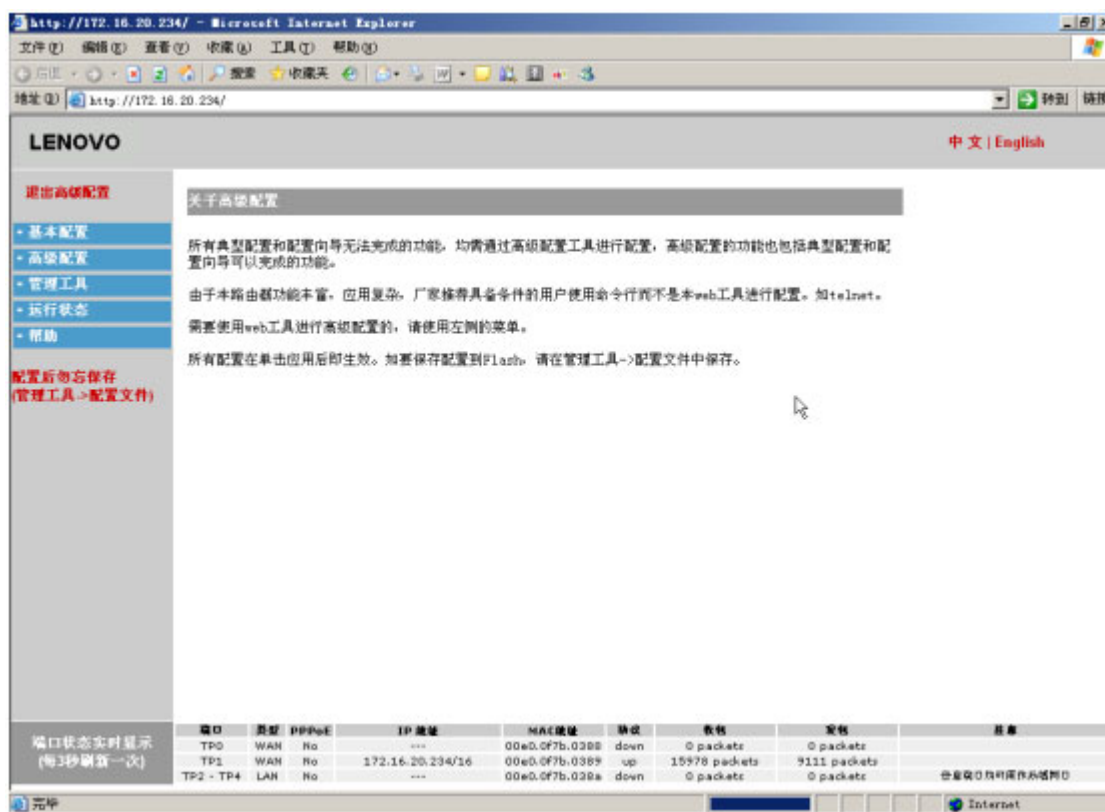 http://172.16.20.234/ - Microsoft Internet Explorer
文件(F) 编辑(E) 查看(V) 收藏(A) 工具(T) 帮助(H)
后退 搜索 收藏夹
地址(D) http://172.16.20.234/ 转到 链接
LENOVO
中 文 | English
退出高级配置
关于高级配置
- 基本配置
- 高级配置
- 管理工具
- 运行状态
- 帮助
配置后勿忘保存
(管理工具->配置文件)
所有典型配置和配置向导无法完成的功能,均需通过高级配置工具进行配置,高级配置的功能也包括典型配置和配
置向导可以完成的功能。
由于本路由器功能丰富,应用复杂,厂家推荐具备条件的用户使用命令行而不是本web工具进行配置。如telnet。
需要使用web工具进行高级配置的,请使用左侧的菜单。
所有配置在单击应用后即生效。如要保存配置到Flash,请在管理工具->配置文件中保存。
端口状态实时显示
(每3秒刷新一次)
端口 类型 PPPoE IP 地址 MAC地址 协议 收包 发包 信息
TP0 WAN No --- 00e0.0f7b.0388 down 0 packets 0 packets
TP1 WAN No 172.16.20.234/16 00e0.0f7b.0389 up 15978 packets 9111 packets
TP2 - TP4 LAN No --- 00e0.0f7b.038a down 0 packets 0 packets
完毕
Internet